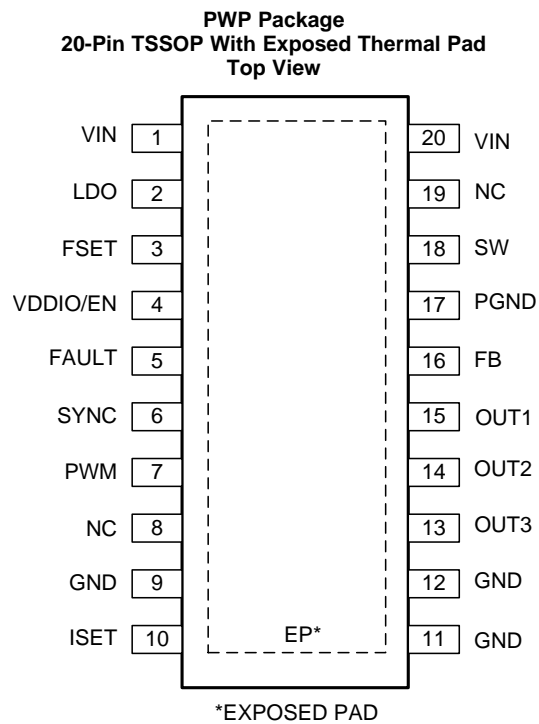 PWP Package
20-Pin TSSOP With Exposed Thermal Pad
Top View
VIN 1 20 VIN
LDO 2 19 NC
FSET 3 18 SW
VDDIO/EN 4 17 PGND
FAULT 5 16 FB
SYNC 6 15 OUT1
PWM 7 14 OUT2
NC 8 13 OUT3
GND 9 12 GND
ISET 10 EP* 11 GND
*EXPOSED PAD